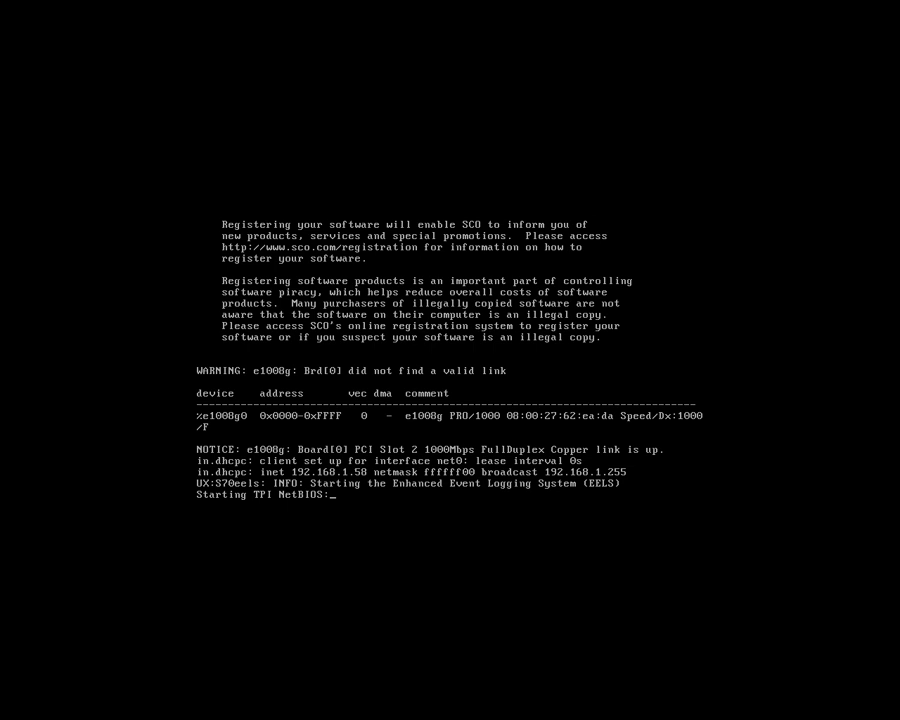 Registering your software will enable SCO to inform you of
new products, services and special promotions.  Please access
http://www.sco.com/registration for information on how to
register your software.

Registering software products is an important part of controlling
software piracy, which helps reduce overall costs of software
products.  Many purchasers of illegally copied software are not
aware that the software on their computer is an illegal copy.
Please access SCO's online registration system to register your
software or if you suspect your software is an illegal copy.

WARNING: e1008g: Brd[0] did not find a valid link

device    address       vec dma  comment
-------------------------------------------------------------------------------
%e1008g0  0x0000-0xFFFF   0   -  e1008g PRO/1000 08:00:27:62:ea:da Speed/Dx:1000
/F

NOTICE: e1008g: Board[0] PCI Slot 2 1000Mbps FullDuplex Copper link is up.
in.dhcpc: client set up for interface net0: lease interval 0s
in.dhcpc: inet 192.168.1.58 netmask ffffff00 broadcast 192.168.1.255
UX:S70eels: INFO: Starting the Enhanced Event Logging System (EELS)
Starting TPI NetBIOS:_